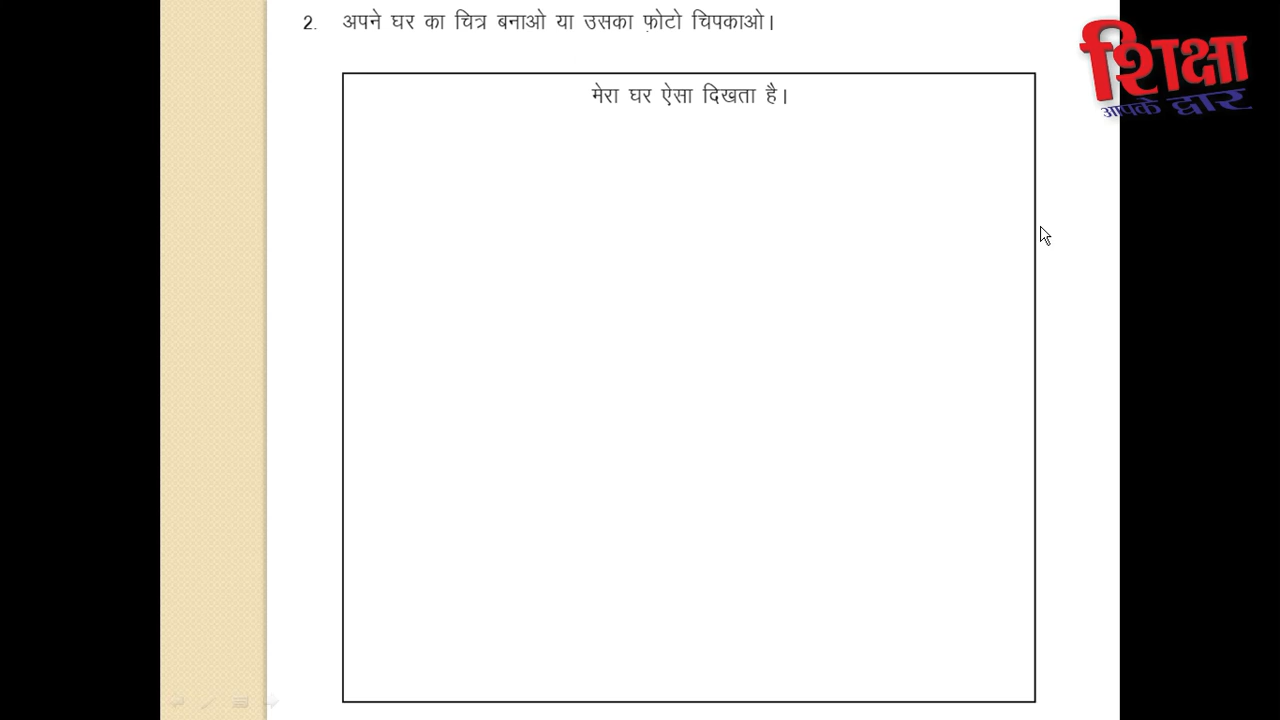 2. अपने घर का चित्र बनाओ या उसका फ़ोटो चिपकाओ।
शिक्षा
आपके द्वार
मेरा घर ऐसा दिखता है।